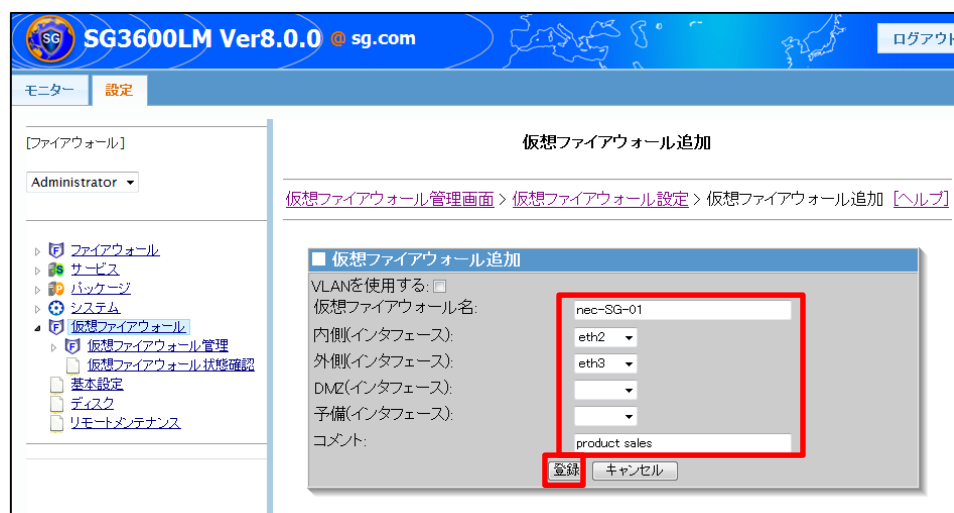 SG
SG3600LM Ver8.0.0 @ sg.com
ログアウト
モニター
設定
[ファイアウォール]
Administrator
ファイアウォール
サービス
パッケージ
システム
仮想ファイアウォール
仮想ファイアウォール管理
仮想ファイアウォール状態確認
基本設定
ディスク
リモートメンテナンス
仮想ファイアウォール追加
仮想ファイアウォール管理画面 > 仮想ファイアウォール設定 > 仮想ファイアウォール追加 [ヘルプ]
■ 仮想ファイアウォール追加
VLANを使用する:
仮想ファイアウォール名: nec-SG-01
内側(インタフェース): eth2
外側(インタフェース): eth3
DMZ(インタフェース):
予備(インタフェース):
コメント: product sales
登録 キャンセル